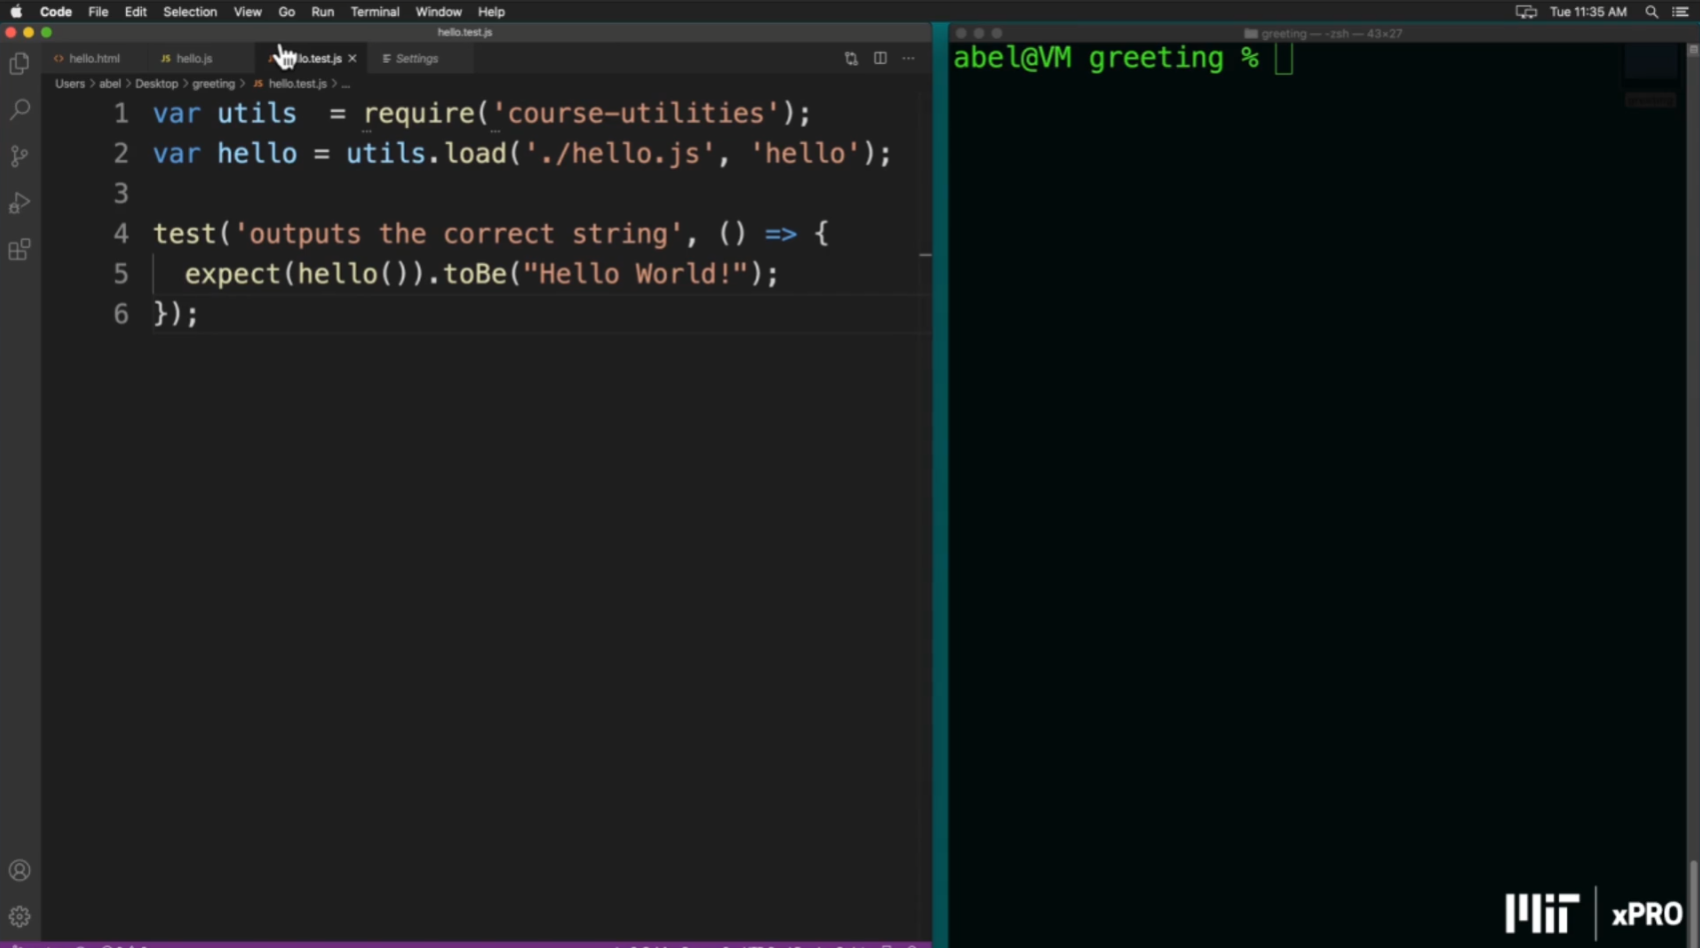 Code File Edit Selection View Go Run Terminal Window Help Tue 11:35 AM
hello.test.js
greeting — -zsh — 43×27
hello.html JS hello.js Settings
Users > abel > Desktop > greeting > JS hello.test.js > ...
abel@VM greeting %
1 var utils  = require('course-utilities');
2 var hello = utils.load('./hello.js', 'hello');
3
4 test('outputs the correct string', () => {
5 expect(hello()).toBe("Hello World!");
6 });
MIT xPRO